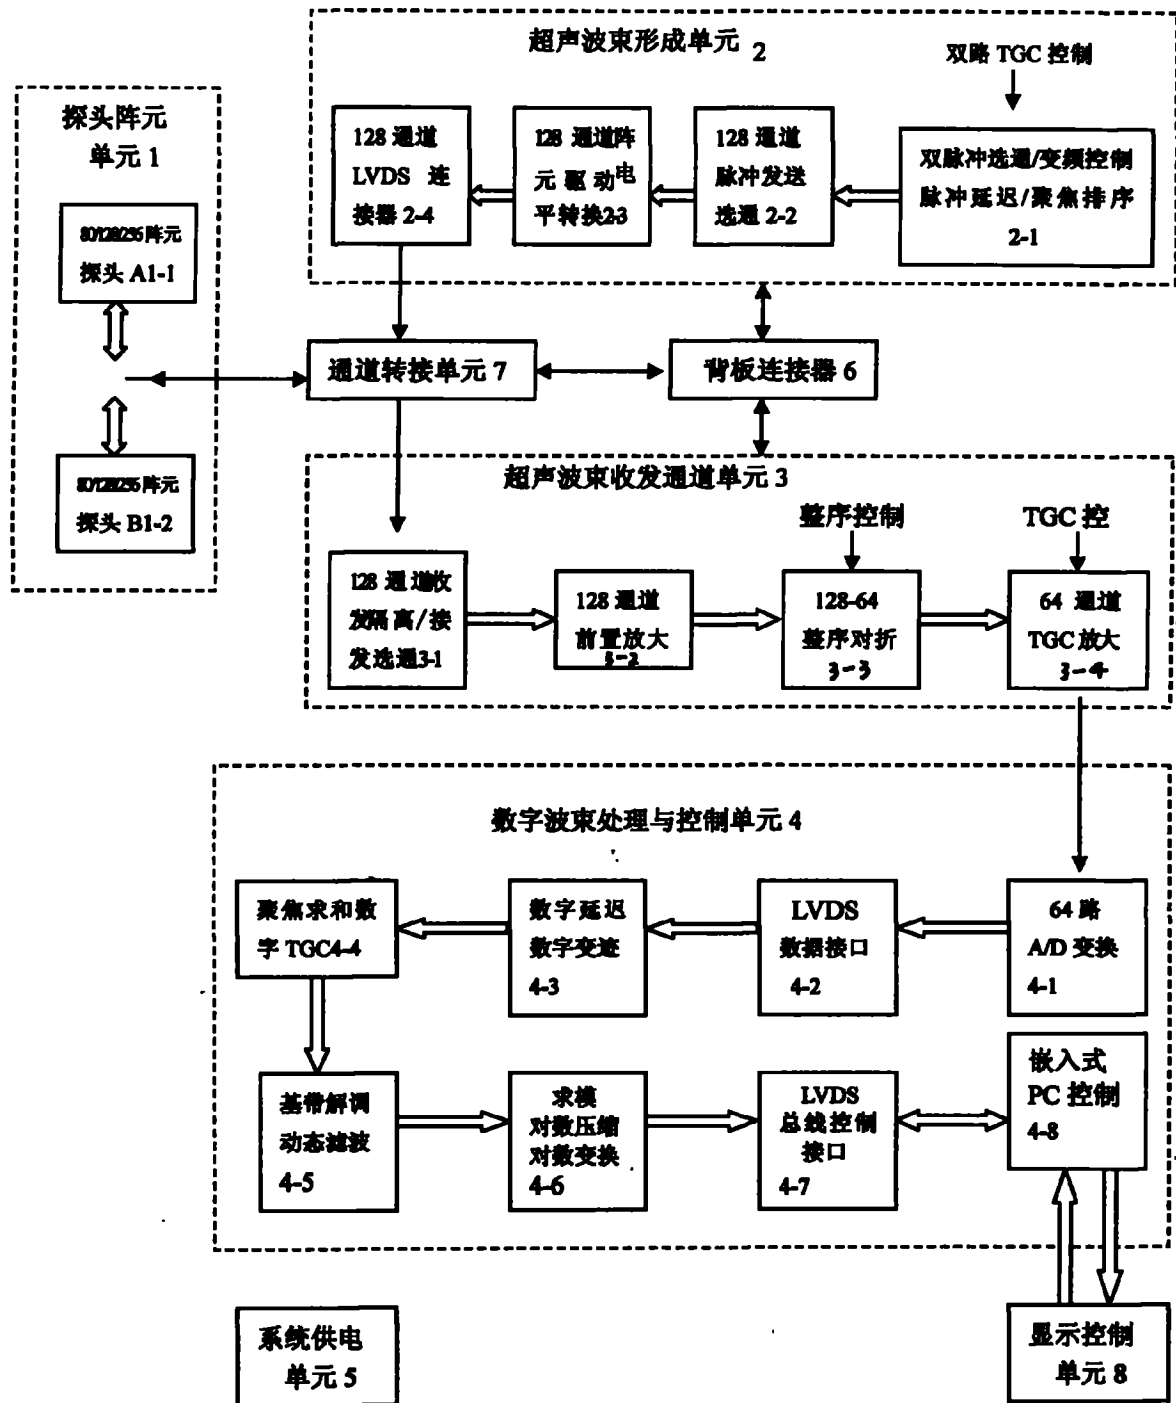 超声波束形成单元 2
双路 TGC 控制
探头阵元
单元 1
128 通道
LVDS 连
接器 2-4
128 通道阵
元驱动电
平转换2-3
128 通道
脉冲发送
选通 2-2
双脉冲选通/变频控制
脉冲延迟/聚焦排序
2-1
80/128/256 阵元
探头 A1-1
通道转接单元 7
背板连接器 6
80/128/256 阵元
探头 B1-2
超声波束收发通道单元 3
整序控制
TGC 控
128 通道收
发隔离/接
发选通3-1
128 通道
前置放大
3-2
128-64
整序对折
3-3
64 通道
TGC 放大
3-4
数字波束处理与控制单元 4
聚焦求和数
字 TGC4-4
数字延迟
数字变迹
4-3
LVDS
数据接口
4-2
64 路
A/D 变换
4-1
基带解调
动态滤波
4-5
求模
对数压缩
对数变换
4-6
LVDS
总线控制
接口
4-7
嵌入式
PC 控制
4-8
系统供电
单元 5
显示控制
单元 8